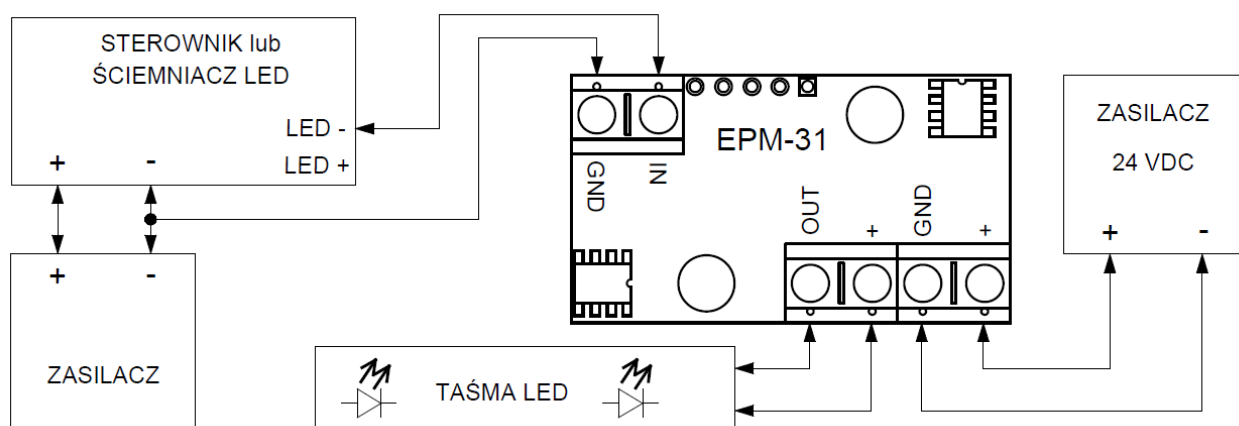 STEROWNIK lub
ŚCIEMNIACZ LED
LED -
LED +
+ -
+ -
ZASILACZ
EPM-31
GND
IN
OUT
+
GND
+
TAŚMA LED
ZASILACZ
24 VDC
+ -